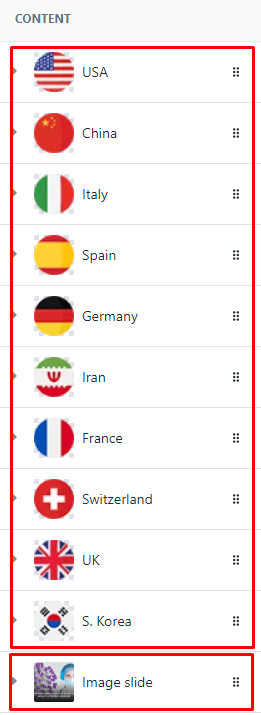 CONTENT
USA
China
Italy
Spain
Germany
Iran
France
Switzerland
UK
S. Korea
Image slide